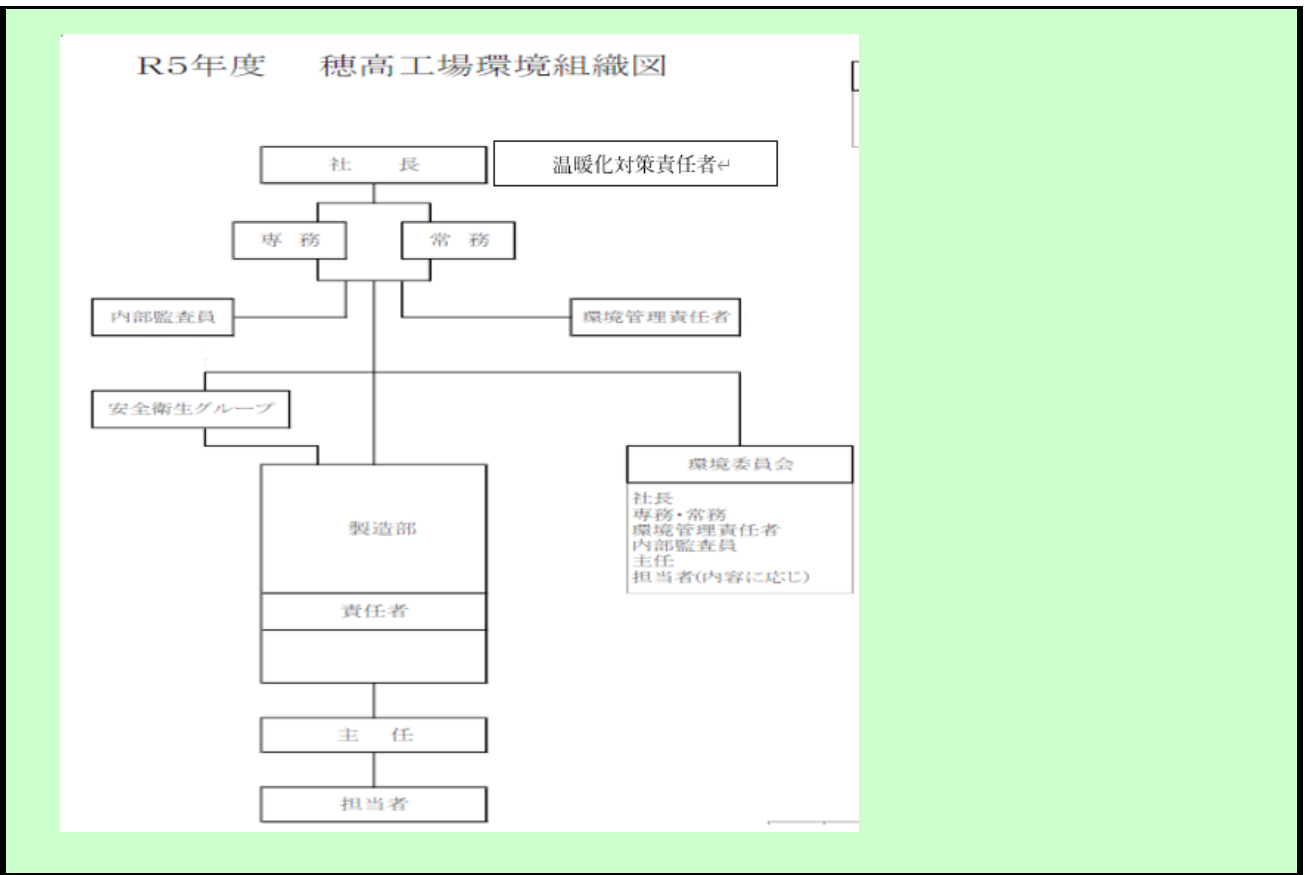 R5年度 穂高工場環境組織図
社 長
温暖化対策責任者↵
専 務
常 務
内部監査員
環境管理責任者
安全衛生グループ
環境委員会
社長
専務・常務
環境管理責任者
内部監査員
主任
担当者(内容に応じ)
製造部
責任者
主 任
担当者